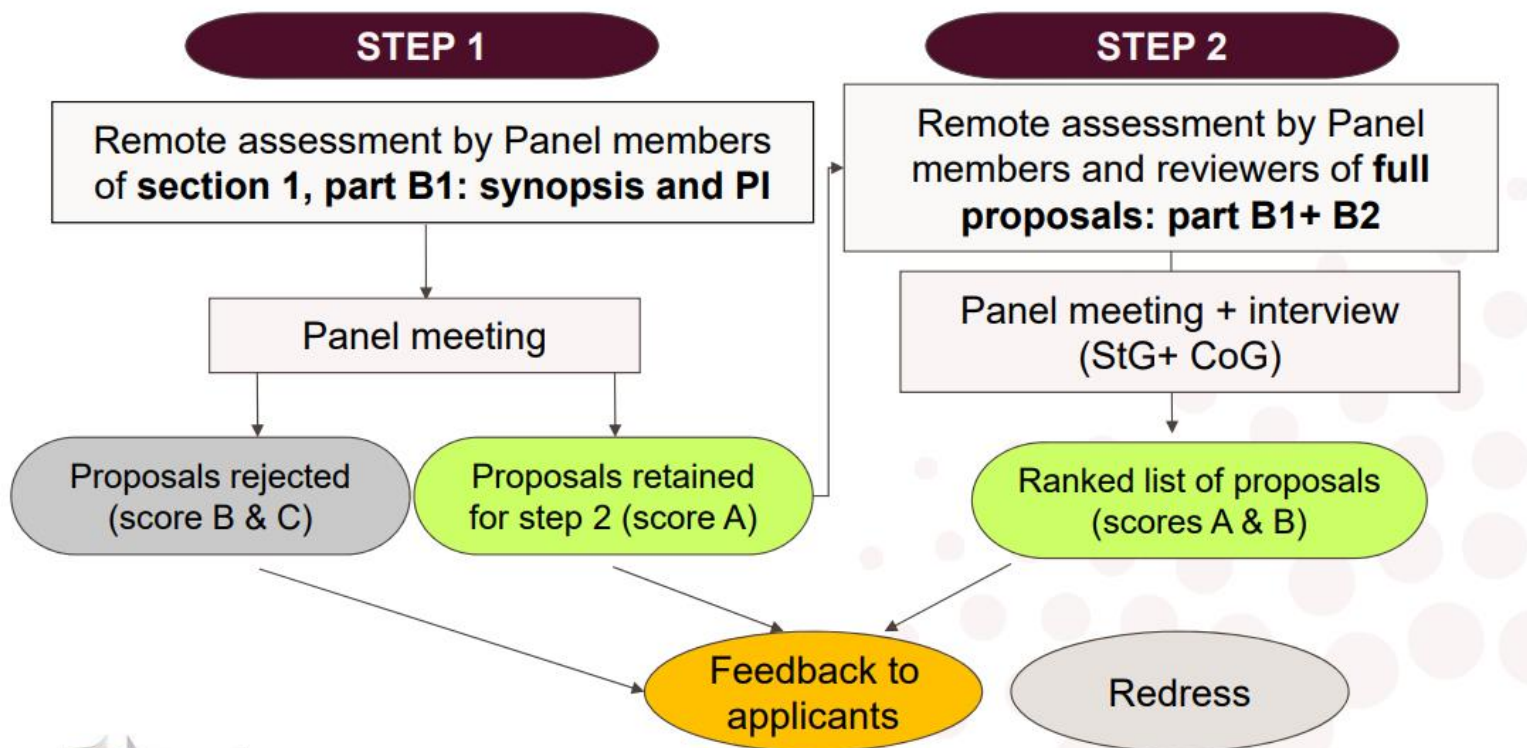 STEP 1
Remote assessment by Panel members
of section 1, part B1: synopsis and PI
Panel meeting
Proposals rejected
(score B & C)
Proposals retained
for step 2 (score A)
STEP 2
Remote assessment by Panel
members and reviewers of full
proposals: part B1+ B2
Panel meeting + interview
(StG+ CoG)
Ranked list of proposals
(scores A & B)
Feedback to
applicants
Redress